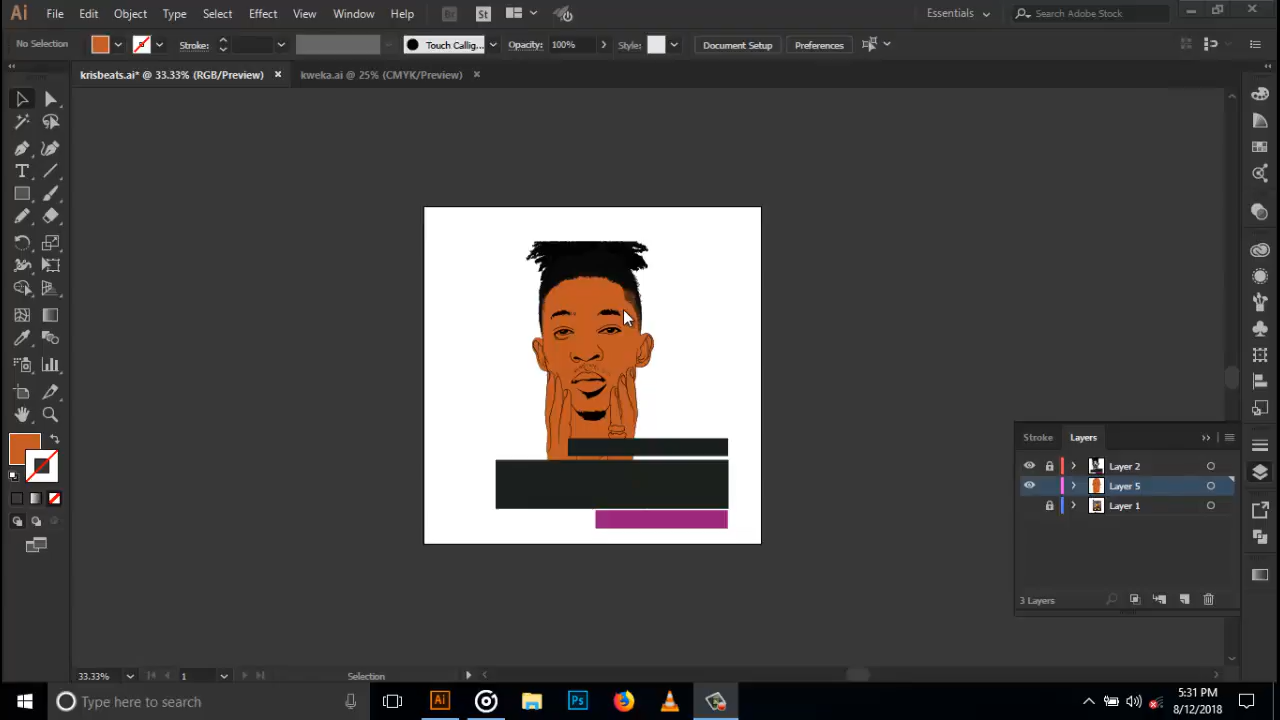 Ai File Edit Object Type Select Effect View Window Help Br St Essentials Search Adobe Stock
No Selection Stroke: Touch Callig... Opacity: 100% Style: Document Setup Preferences
krisbeats.ai* @ 33.33% (RGB/Preview) × kweka.ai @ 25% (CMYK/Preview) ×
T
Stroke Layers
Layer 2
Layer 5
Layer 1
3 Layers
33.33% 1 Selection
Type here to search Ai Ps
5:31 PM
8/12/2018